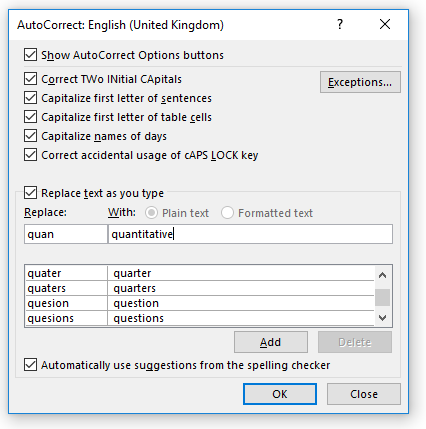 AutoCorrect: English (United Kingdom)
Show AutoCorrect Options buttons
Correct TWo INitial CApitals
Exceptions...
Capitalize first letter of sentences
Capitalize first letter of table cells
Capitalize names of days
Correct accidental usage of cAPS LOCK key
Replace text as you type
Replace: With: Plain text Formatted text
quan quantitative
quater quarter
quaters quarters
quesion question
quesions questions
Add Delete
Automatically use suggestions from the spelling checker
OK Close